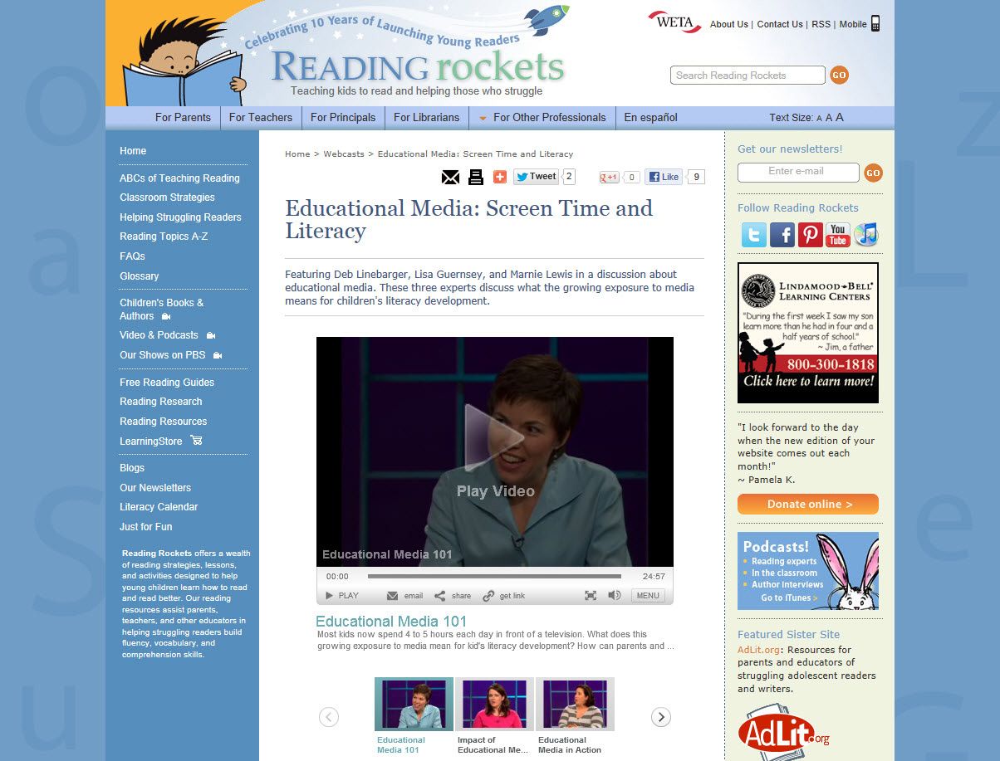 Celebrating 10 Years of Launching Young Readers
READING rockets
Teaching kids to read and helping those who struggle
WETA
About Us | Contact Us | RSS | Mobile
Search Reading Rockets
GO
For Parents
For Teachers
For Principals
For Librarians
For Other Professionals
En español
Text Size: A A A
Home
ABCs of Teaching Reading
Classroom Strategies
Helping Struggling Readers
Reading Topics A-Z
FAQs
Glossary
Children's Books &
Authors
Video & Podcasts
Our Shows on PBS
Free Reading Guides
Reading Research
Reading Resources
LearningStore
Blogs
Our Newsletters
Literacy Calendar
Just for Fun
Reading Rockets offers a wealth
of reading strategies, lessons,
and activities designed to help
young children learn how to read
and read better. Our reading
resources assist parents,
teachers, and other educators in
helping struggling readers build
fluency, vocabulary, and
comprehension skills.
Home > Webcasts > Educational Media: Screen Time and Literacy
Tweet 2
g +1 0
Like 9
Educational Media: Screen Time and
Literacy
Featuring Deb Linebarger, Lisa Guernsey, and Marnie Lewis in a discussion about
educational media. These three experts discuss what the growing exposure to media
means for children's literacy development.
Play Video
Educational Media 101
00:00
24:57
PLAY
email
share
get link
MENU
Educational Media 101
Most kids now spend 4 to 5 hours each day in front of a television. What does this
growing exposure to media mean for kid's literacy development? How can parents and ...
Educational
Media 101
Impact of
Educational Me...
Educational
Media in Action
Get our newsletters!
Enter e-mail
GO
Follow Reading Rockets
You
Tube
LINDAMOOD-BELL®
LEARNING CENTERS
"During the first week I saw my son
learn more than he had in four and a
half years of school."
~ Jim, a father
800-300-1818
Click here to learn more!
"I look forward to the day
when the new edition of your
website comes out each
month!"
~ Pamela K.
Donate online >
Podcasts!
Reading experts
In the classroom
Author interviews
Go to iTunes >
Featured Sister Site
AdLit.org: Resources for
parents and educators of
struggling adolescent readers
and writers.
AdLit.org
o
a
S
u
z
L
e
G